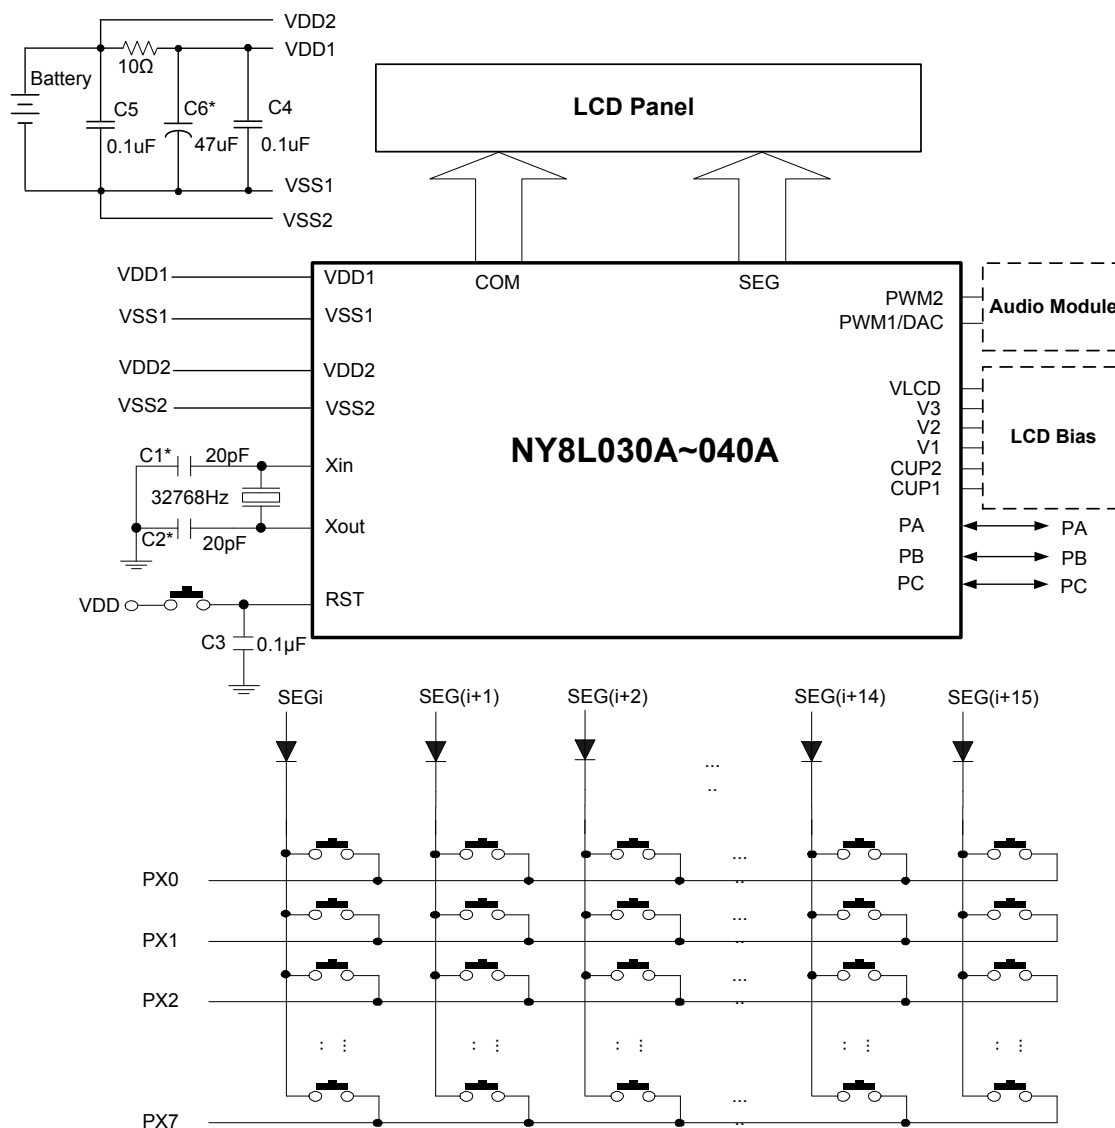 VDD2
VDD1
10Ω
Battery
C5
C6*
C4
0.1uF
47uF
0.1uF
VSS1
VSS2
LCD Panel
VDD1
VDD1
COM
SEG
VSS1
VSS1
VDD2
VDD2
VSS2
VSS2
PWM2
PWM1/DAC
Audio Module
VLCD
V3
V2
V1
CUP2
CUP1
LCD Bias
NY8L030A~040A
C1*
20pF
Xin
32768Hz
Xout
C2*
20pF
PA
PA
PB
PB
PC
PC
VDD
RST
C3
0.1µF
SEGi
SEG(i+1)
SEG(i+2)
SEG(i+14)
SEG(i+15)
...
..
...
PX0
..
...
PX1
..
...
PX2
..
: ...
: ...
: ...
: ...
: ...
...
PX7
..